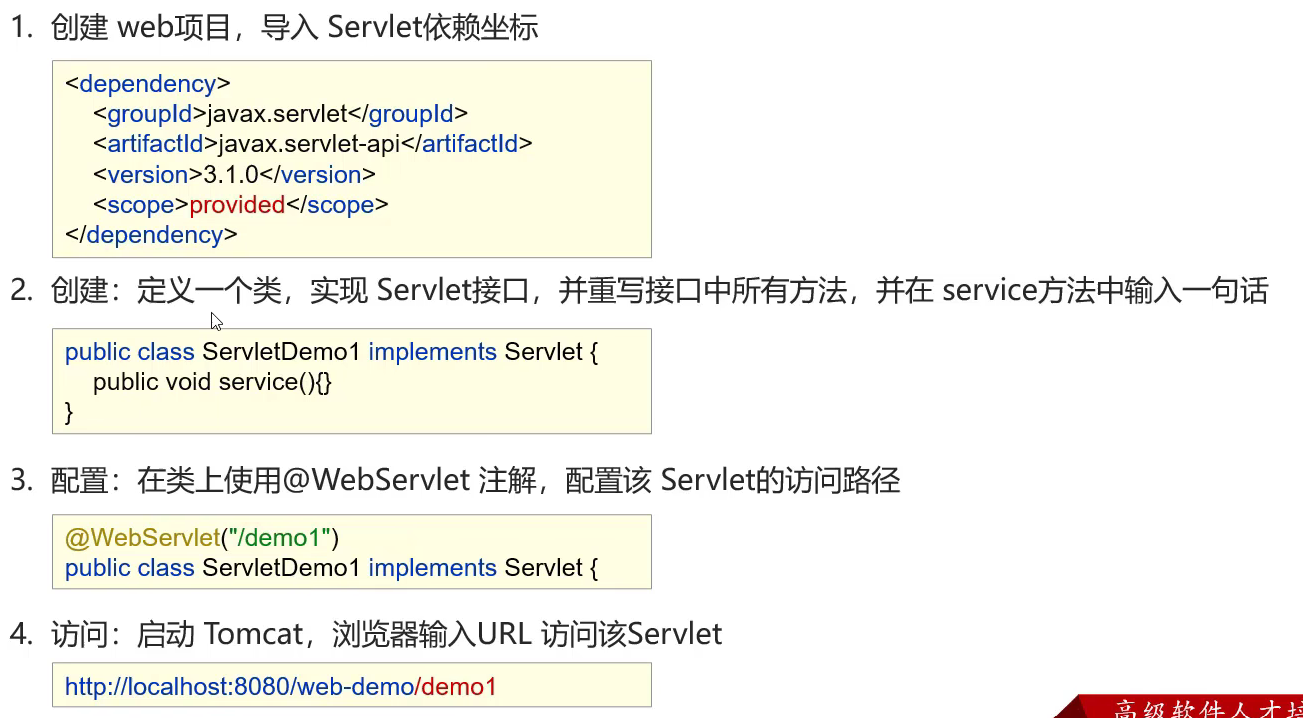 1. 创建 web项目，导入 Servlet依赖坐标
<dependency>
<groupId>javax.servlet</groupId>
<artifactId>javax.servlet-api</artifactId>
<version>3.1.0</version>
<scope>provided</scope>
</dependency>
2. 创建：定义一个类，实现 Servlet接口，并重写接口中所有方法，并在 service方法中输入一句话
public class ServletDemo1 implements Servlet {
public void service(){}
}
3. 配置：在类上使用@WebServlet 注解，配置该 Servlet的访问路径
@WebServlet("/demo1")
public class ServletDemo1 implements Servlet {
4. 访问：启动 Tomcat，浏览器输入URL 访问该Servlet
http://localhost:8080/web-demo/demo1
高级软件人才